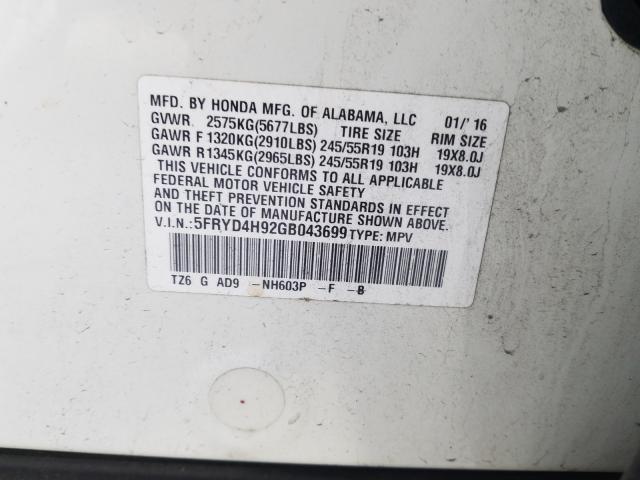 MFD. BY HONDA MFG. OF ALABAMA, LLC 01/'16
GVWR 2575KG(5677LBS) TIRE SIZE RIM SIZE
GAWR F 1320KG(2910LBS) 245/55R19 103H 19X8.0J
GAWR R 1345KG(2965LBS) 245/55R19 103H 19X8.0J
THIS VEHICLE CONFORMS TO ALL APPLICABLE
FEDERAL MOTOR VEHICLE SAFETY
AND THEFT PREVENTION STANDARDS IN EFFECT
ON THE DATE OF MANUFACTURE SHOWN ABOVE.
V.I.N.:5FRYD4H92GB043699 TYPE: MPV
TZ6 G AD9 -NH603P -F -B